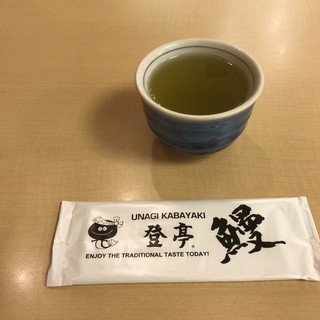 UNAGI KABAYAKI
登亭 鰻
ENJOY THE TRADITIONAL TASTE TODAY!